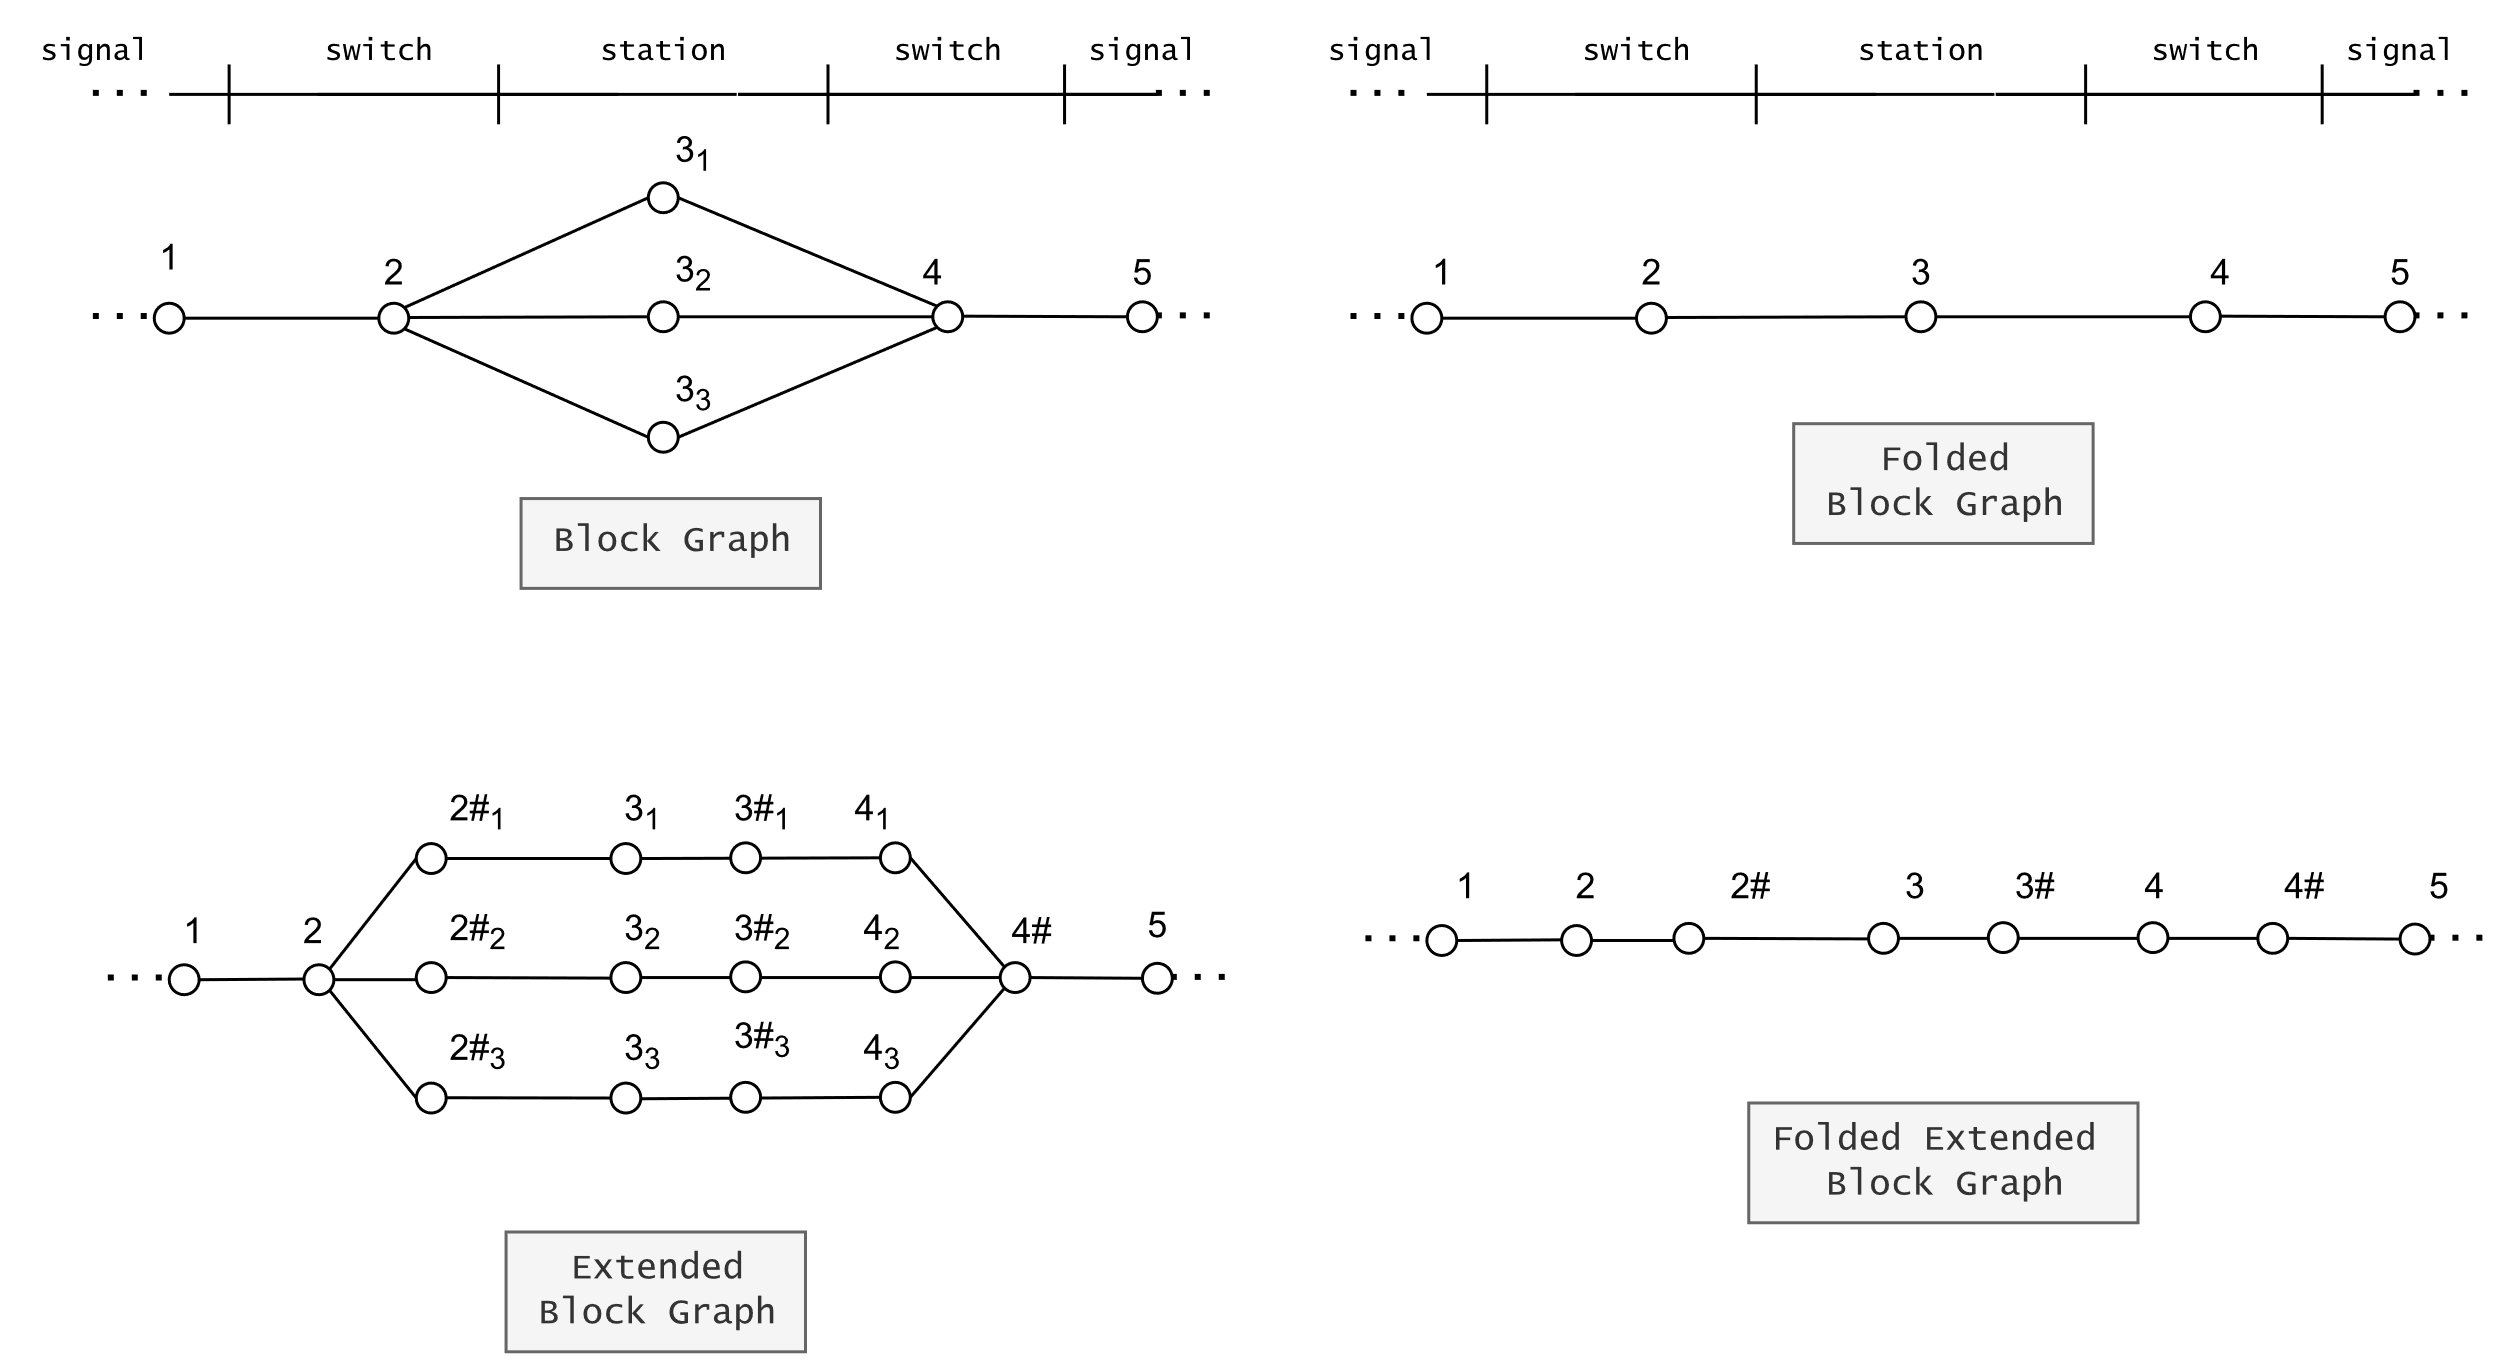 signal switch station switch signal
signal switch station switch signal
... ...
... ...
3₁
1 2 3₂ 4 5
... ...
3₃
1 2 3 4 5
... ...
Block Graph
Folded
Block Graph
2#₁ 3₁ 3#₁ 4₁
1 2 2#₂ 3₂ 3#₂ 4₂ 4# 5
... ...
2#₃ 3₃ 3#₃ 4₃
1 2 2# 3 3# 4 4# 5
... ...
Extended
Block Graph
Folded Extended
Block Graph